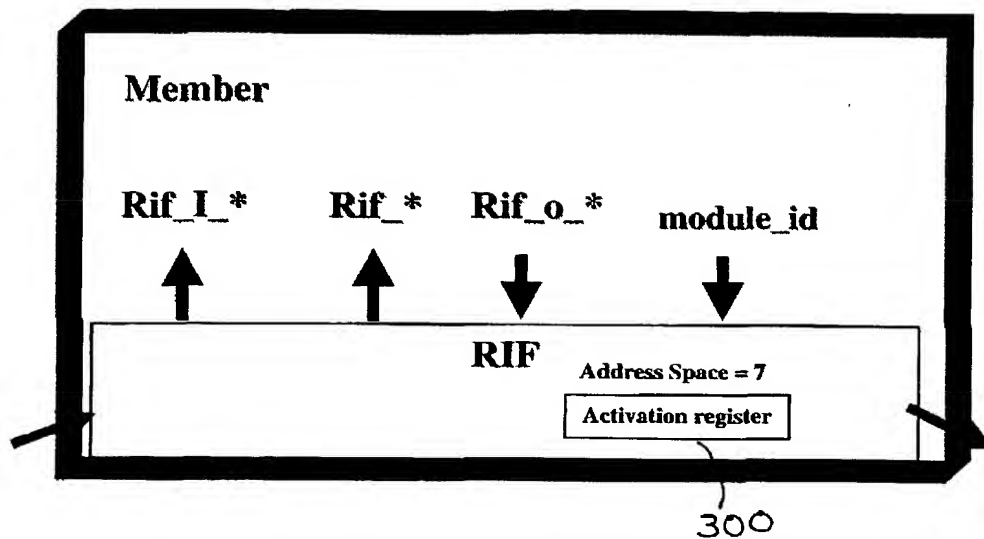 Member
Rif_I_* Rif_* Rif_o_* module_id
RIF
Address Space = 7
Activation register
300